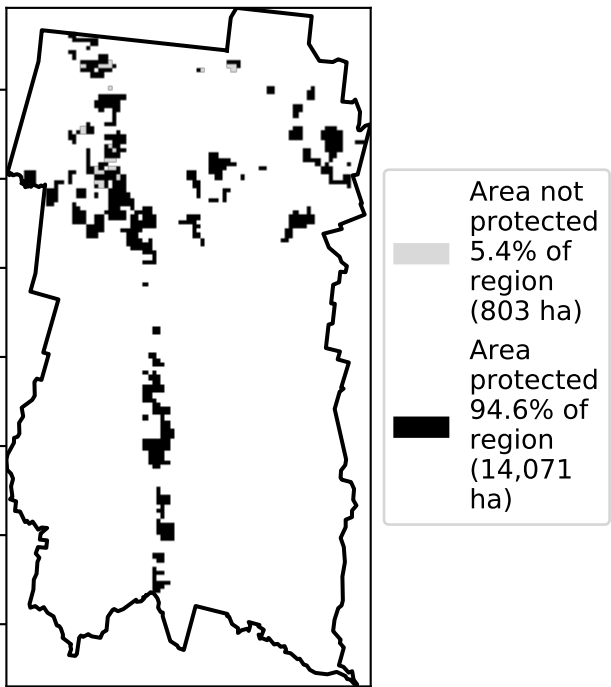 Area not
protected
5.4% of
region
(803 ha)
Area
protected
94.6% of
region
(14,071
ha)